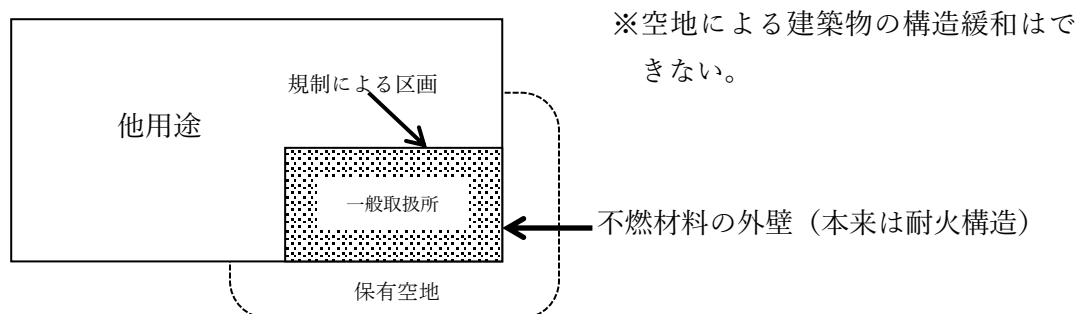 ※空地による建築物の構造緩和はで
きない。
規制による区画
他用途
一般取扱所
不燃材料の外壁（本来は耐火構造）
保有空地